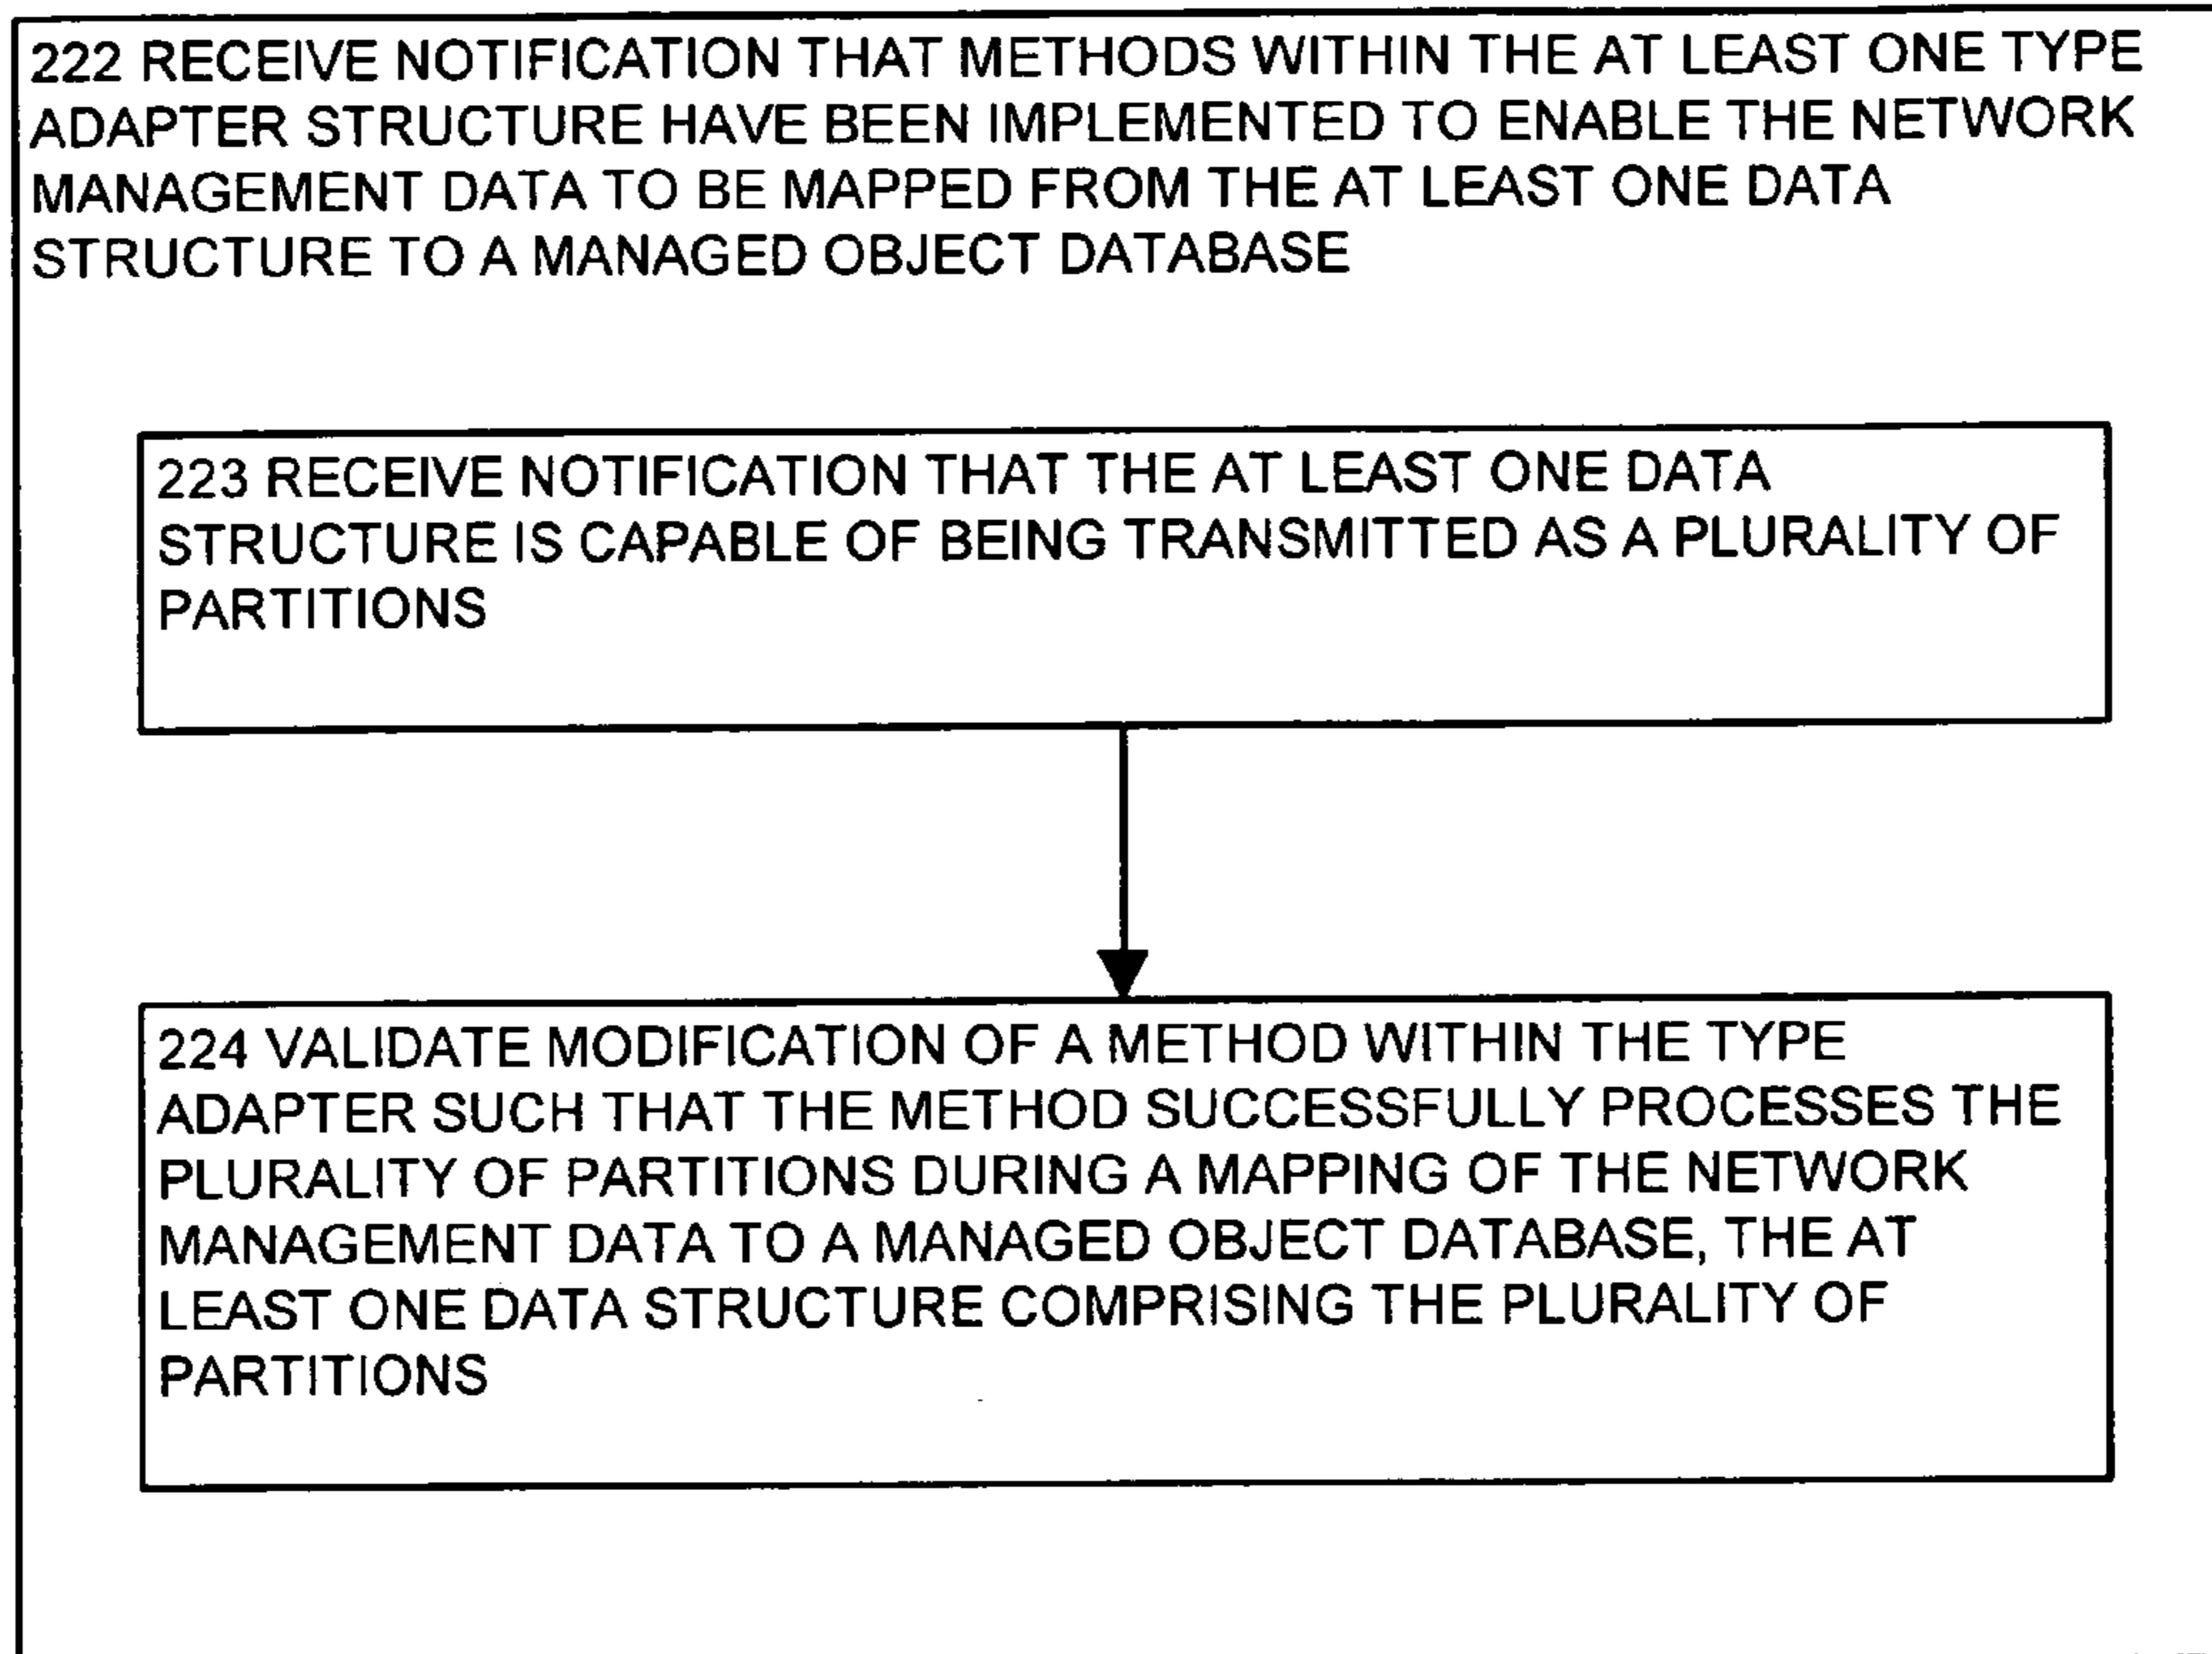 222 RECEIVE NOTIFICATION THAT METHODS WITHIN THE AT LEAST ONE TYPE
ADAPTER STRUCTURE HAVE BEEN IMPLEMENTED TO ENABLE THE NETWORK
MANAGEMENT DATA TO BE MAPPED FROM THE AT LEAST ONE DATA
STRUCTURE TO A MANAGED OBJECT DATABASE
223 RECEIVE NOTIFICATION THAT THE AT LEAST ONE DATA
STRUCTURE IS CAPABLE OF BEING TRANSMITTED AS A PLURALITY OF
PARTITIONS
224 VALIDATE MODIFICATION OF A METHOD WITHIN THE TYPE
ADAPTER SUCH THAT THE METHOD SUCCESSFULLY PROCESSES THE
PLURALITY OF PARTITIONS DURING A MAPPING OF THE NETWORK
MANAGEMENT DATA TO A MANAGED OBJECT DATABASE, THE AT
LEAST ONE DATA STRUCTURE COMPRISING THE PLURALITY OF
PARTITIONS